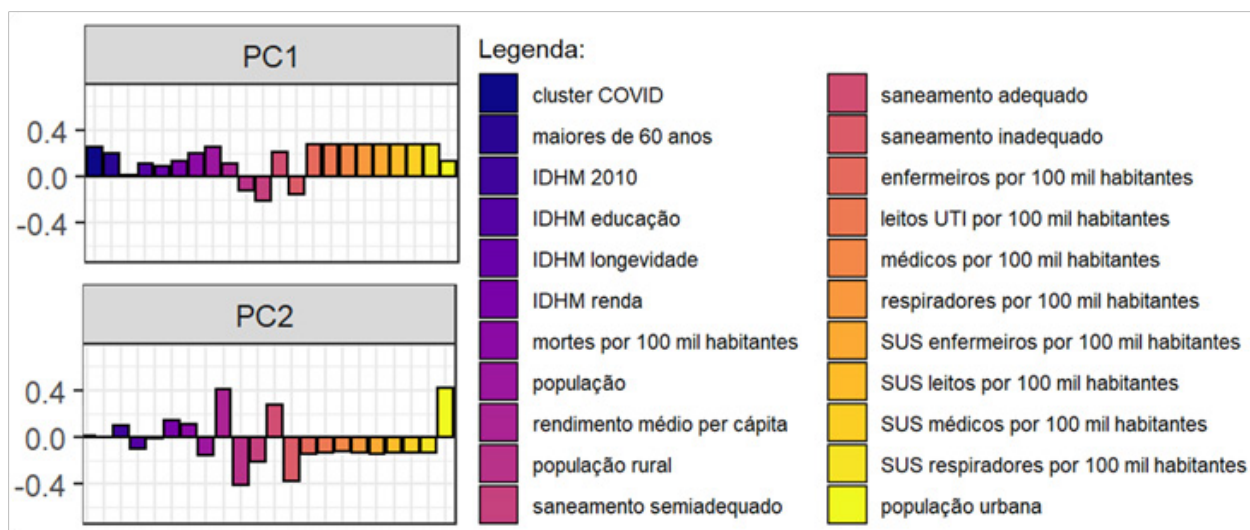 PC1
0.4
0.0
-0.4
PC2
0.4
0.0
-0.4
Legenda:
cluster COVID
maiores de 60 anos
IDHM 2010
IDHM educação
IDHM longevidade
IDHM renda
mortes por 100 mil habitantes
população
rendimento médio per cápita
população rural
saneamento semiadequado
saneamento adequado
saneamento inadequado
enfermeiros por 100 mil habitantes
leitos UTI por 100 mil habitantes
médicos por 100 mil habitantes
respiradores por 100 mil habitantes
SUS enfermeiros por 100 mil habitantes
SUS leitos por 100 mil habitantes
SUS médicos por 100 mil habitantes
SUS respiradores por 100 mil habitantes
população urbana